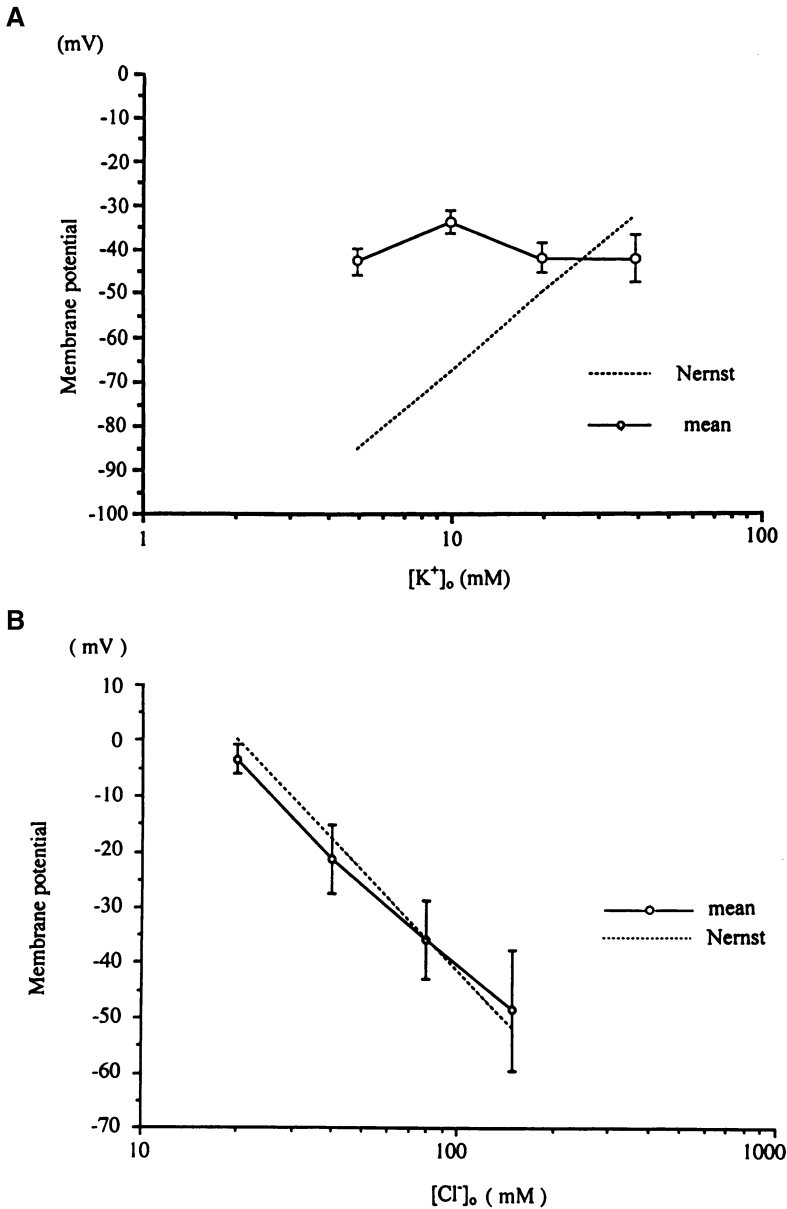 A
(mV)
0
-10
-20
-30
-40
-50
-60
-70
-80
-90
-100
Membrane potential
Nernst
mean
1
10
100
[K⁺]ₒ (mM)
B
( mV )
10
0
-10
-20
-30
-40
-50
-60
-70
Membrane potential
mean
Nernst
10
100
1000
[Cl⁻]ₒ ( mM )